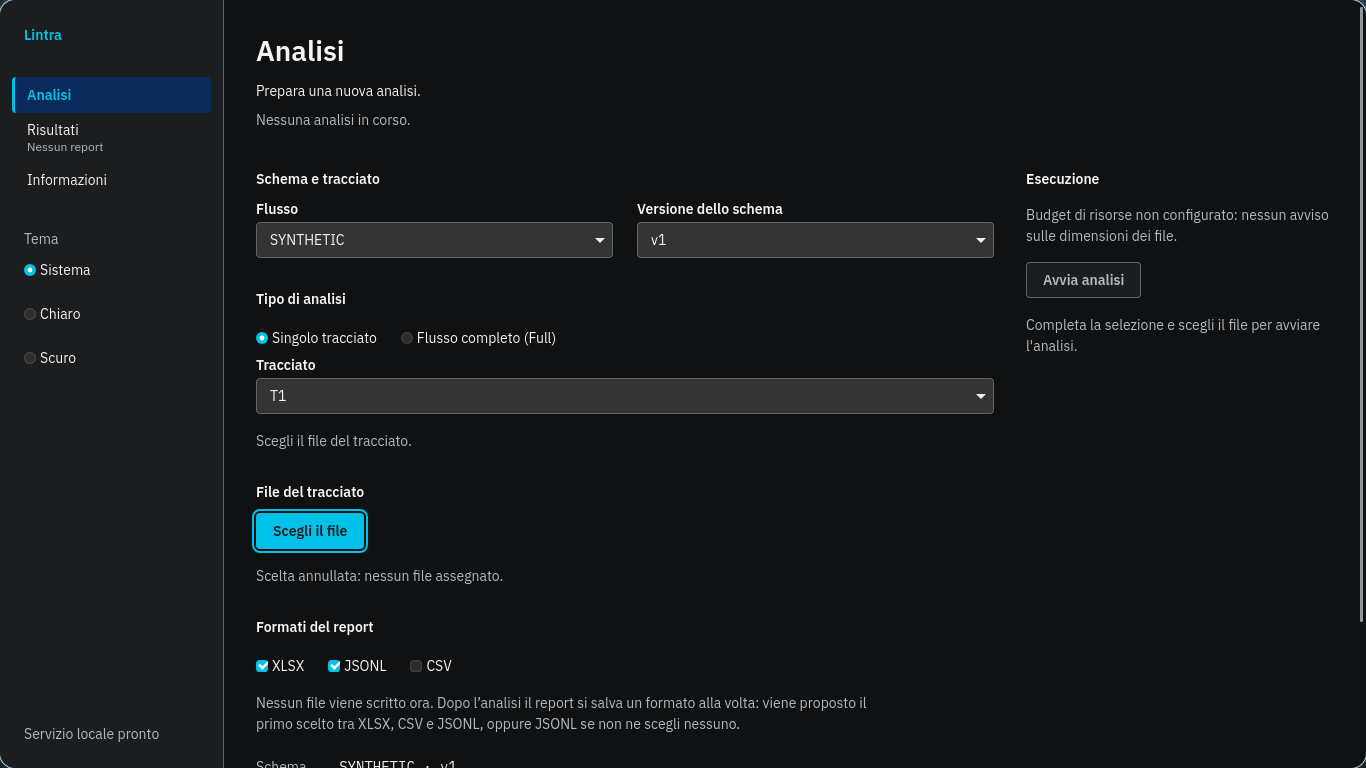 Lintra
Analisi
Risultati
Nessun report
Informazioni
Tema
Sistema
Chiaro
Scuro
Servizio locale pronto
Analisi
Prepara una nuova analisi.
Nessuna analisi in corso.
Schema e tracciato
Flusso
SYNTHETIC
Versione dello schema
v1
Tipo di analisi
Singolo tracciato
Flusso completo (Full)
Tracciato
T1
Scegli il file del tracciato.
File del tracciato
Scegli il file
Scelta annullata: nessun file assegnato.
Formati del report
XLSX
JSONL
CSV
Nessun file viene scritto ora. Dopo l’analisi il report si salva un formato alla volta: viene proposto il
primo scelto tra XLSX, CSV e JSONL, oppure JSONL se non ne scegli nessuno.
Schema SYNTHETIC · v1
Esecuzione
Budget di risorse non configurato: nessun avviso
sulle dimensioni dei file.
Avvia analisi
Completa la selezione e scegli il file per avviare
l'analisi.